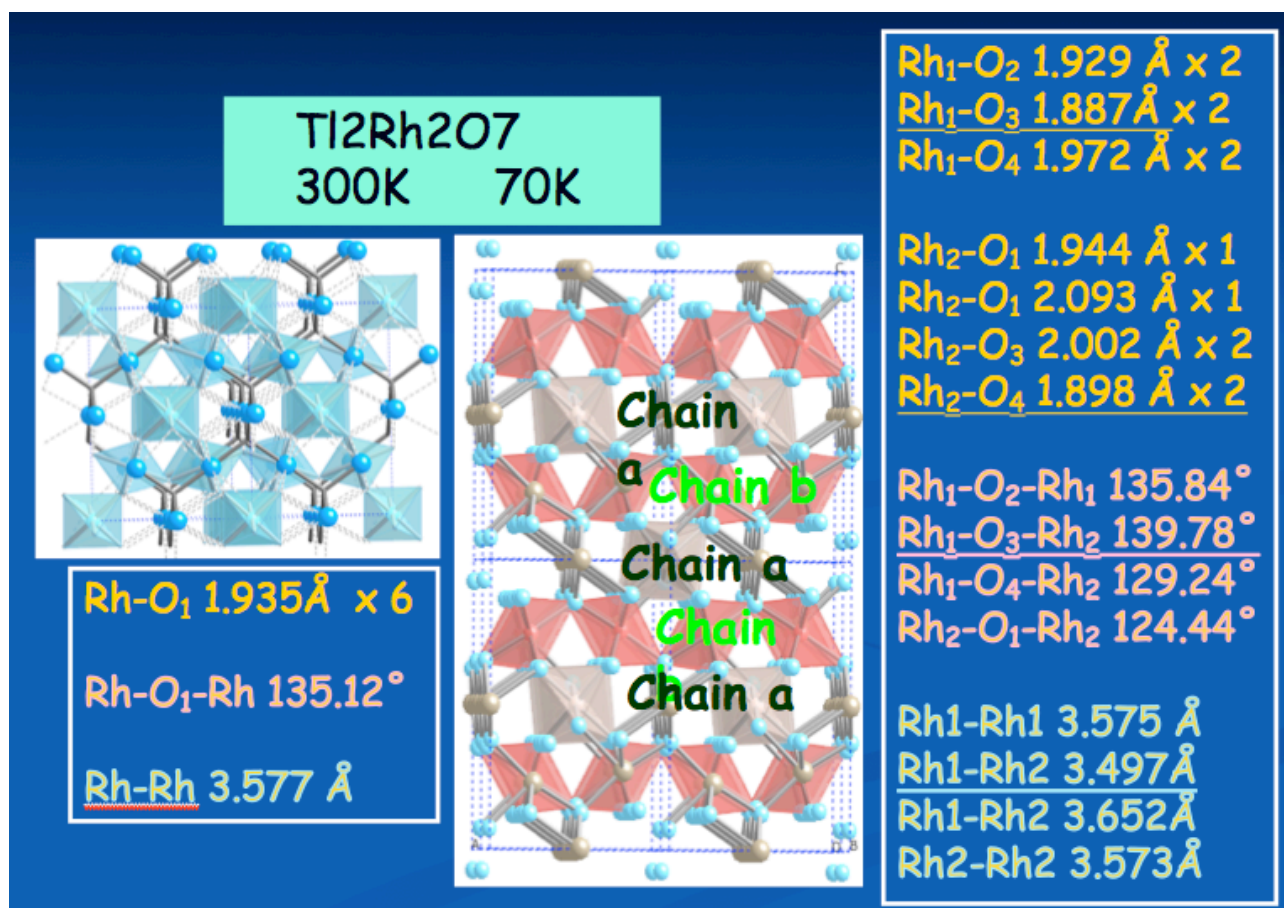 Tl2Rh2O7
300K 70K
Rh-O₁ 1.935Å x 6
Rh-O₁-Rh 135.12°
Rh-Rh 3.577 Å
Chain
a
Chain b
Chain a
Chain
b
Chain a
Rh₁-O₂ 1.929 Å x 2
Rh₁-O₃ 1.887Å x 2
Rh₁-O₄ 1.972 Å x 2
Rh₂-O₁ 1.944 Å x 1
Rh₂-O₁ 2.093 Å x 1
Rh₂-O₃ 2.002 Å x 2
Rh₂-O₄ 1.898 Å x 2
Rh₁-O₂-Rh₁ 135.84°
Rh₁-O₃-Rh₂ 139.78°
Rh₁-O₄-Rh₂ 129.24°
Rh₂-O₁-Rh₂ 124.44°
Rh1-Rh1 3.575 Å
Rh1-Rh2 3.497Å
Rh1-Rh2 3.652Å
Rh2-Rh2 3.573Å